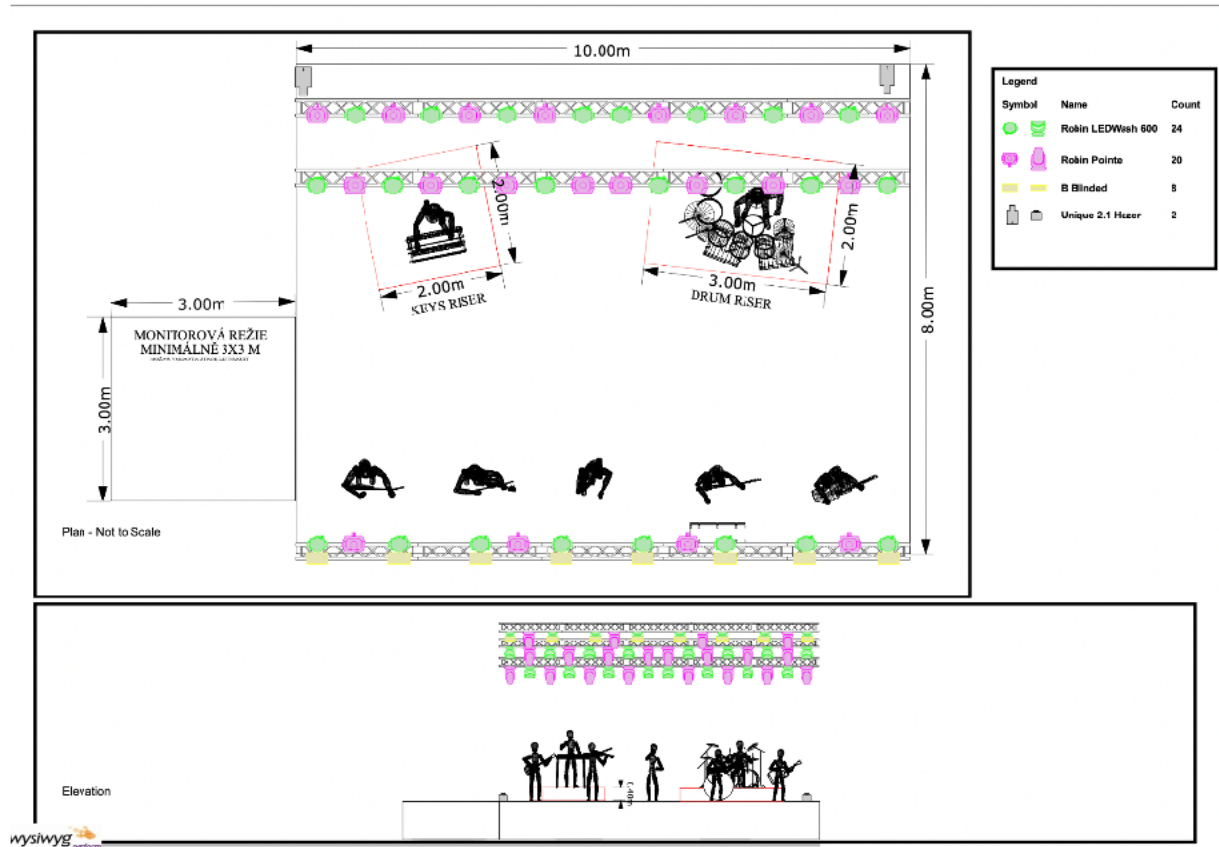 10.00m
Legend
Symbol Name Count
Robin LEDWash 600 24
Robin Pointe 20
B Blinded 8
Unique 2.1 Hazer 2
2.00m
2.00m
KEYS RISER
2.00m
3.00m
DRUM RISER
8.00m
3.00m
MONITOROVÁ REŽIE
MINIMÁLNĚ 3X3 M
3.00m
Plan - Not to Scale
Elevation
wysiwyg